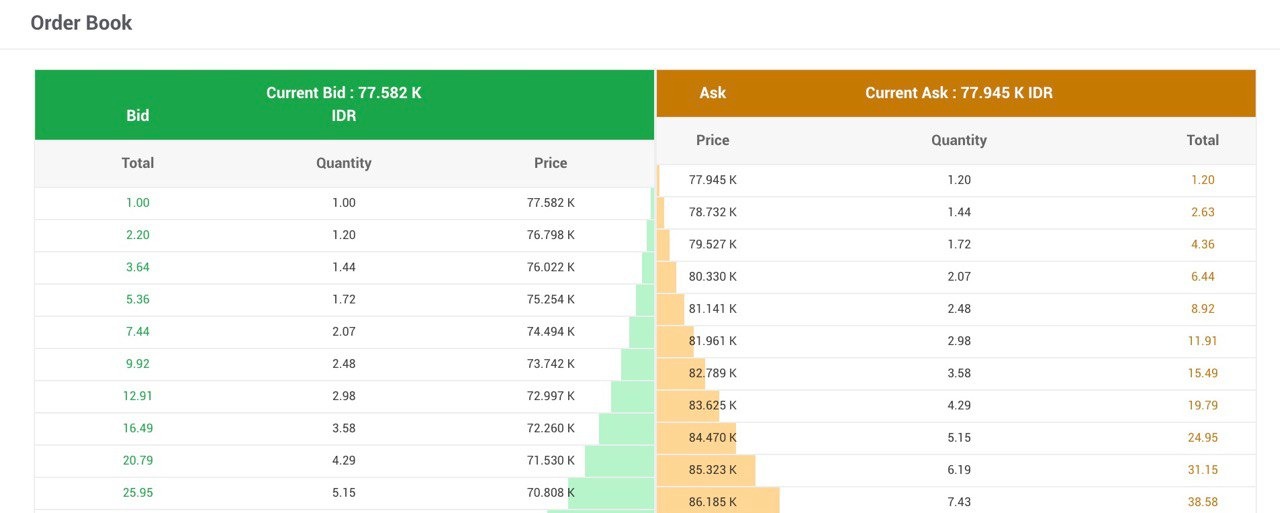 Order Book
Current Bid : 77.582 K
Bid IDR
Total Quantity Price
1.00 1.00 77.582 K
2.20 1.20 76.798 K
3.64 1.44 76.022 K
5.36 1.72 75.254 K
7.44 2.07 74.494 K
9.92 2.48 73.742 K
12.91 2.98 72.997 K
16.49 3.58 72.260 K
20.79 4.29 71.530 K
25.95 5.15 70.808 K
Ask Current Ask : 77.945 K IDR
Price Quantity Total
77.945 K 1.20 1.20
78.732 K 1.44 2.63
79.527 K 1.72 4.36
80.330 K 2.07 6.44
81.141 K 2.48 8.92
81.961 K 2.98 11.91
82.789 K 3.58 15.49
83.625 K 4.29 19.79
84.470 K 5.15 24.95
85.323 K 6.19 31.15
86.185 K 7.43 38.58